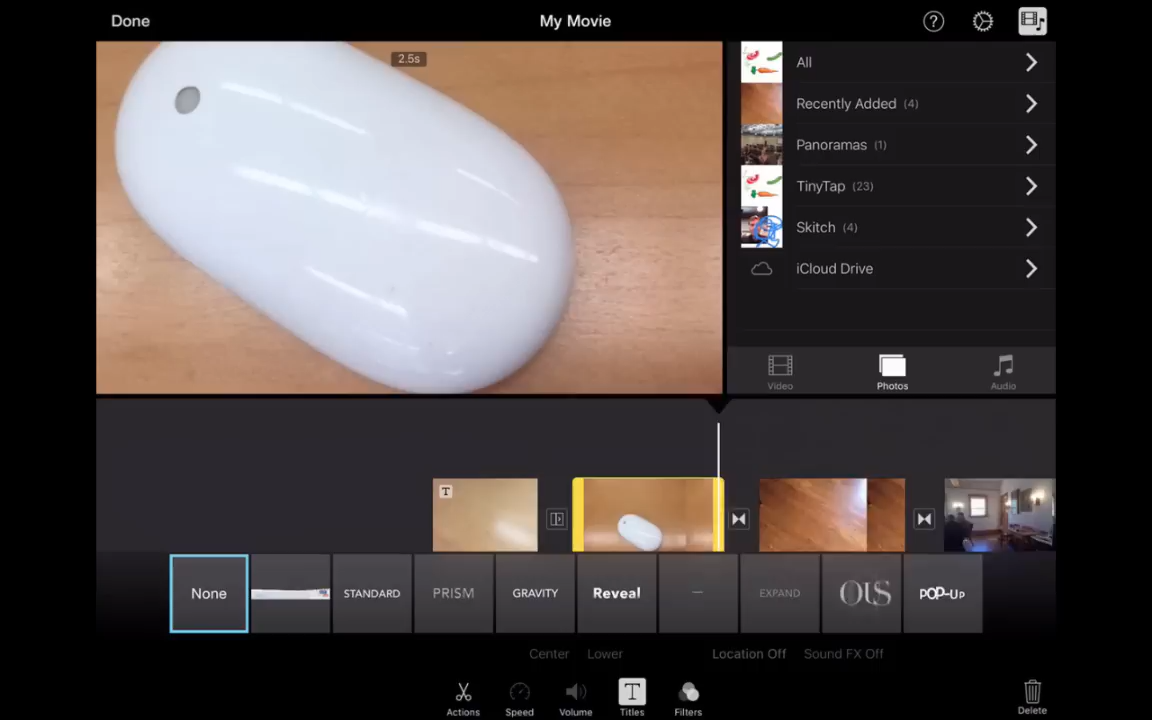 Done
My Movie
?
2.5s
All
Recently Added (4)
Panoramas (1)
TinyTap (23)
Skitch (4)
iCloud Drive
Video
Photos
Audio
T
None
STANDARD
PRISM
GRAVITY
Reveal
EXPAND
POP-UP
Center
Lower
Location Off
Sound FX Off
T
Actions
Speed
Volume
Titles
Filters
Delete